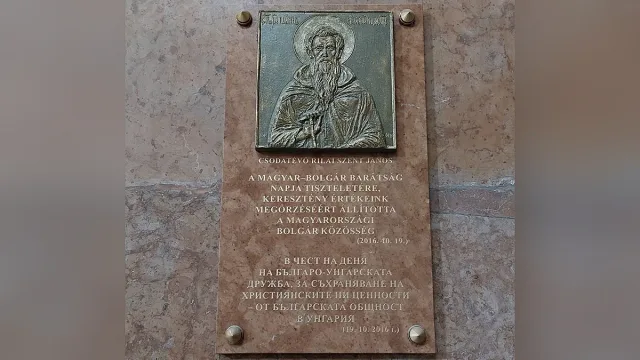 CSODATÉVŐ RILAI SZENT JÁNOS
A MAGYAR–BOLGÁR BARÁTSÁG
NAPJA TISZTELETÉRE,
KERESZTÉNY ÉRTÉKEINK
MEGŐRZÉSÉÉRT ÁLLÍTOTTA
A MAGYARORSZÁGI
BOLGÁR KÖZÖSSÉG
(2016. 10. 19.)
В ЧЕСТ НА ДЕНЯ
НА БЪЛГАРО-УНГАРСКАТА
ДРУЖБА, ЗА СЪХРАНЯВАНЕ НА
ХРИСТИЯНСКИТЕ НИ ЦЕННОСТИ
- ОТ БЪЛГАРСКАТА ОБЩНОСТ
В УНГАРИЯ
(19. 10. 2016 г.)